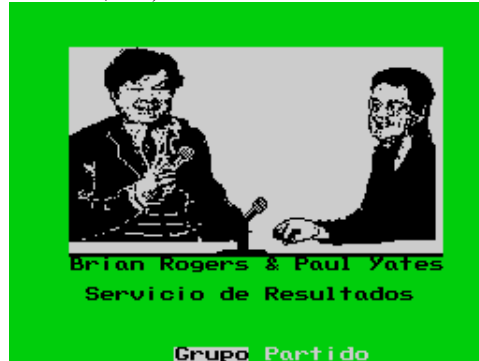 Brian Rogers & Paul Yates
Servicio de Resultados
Grupo Partido